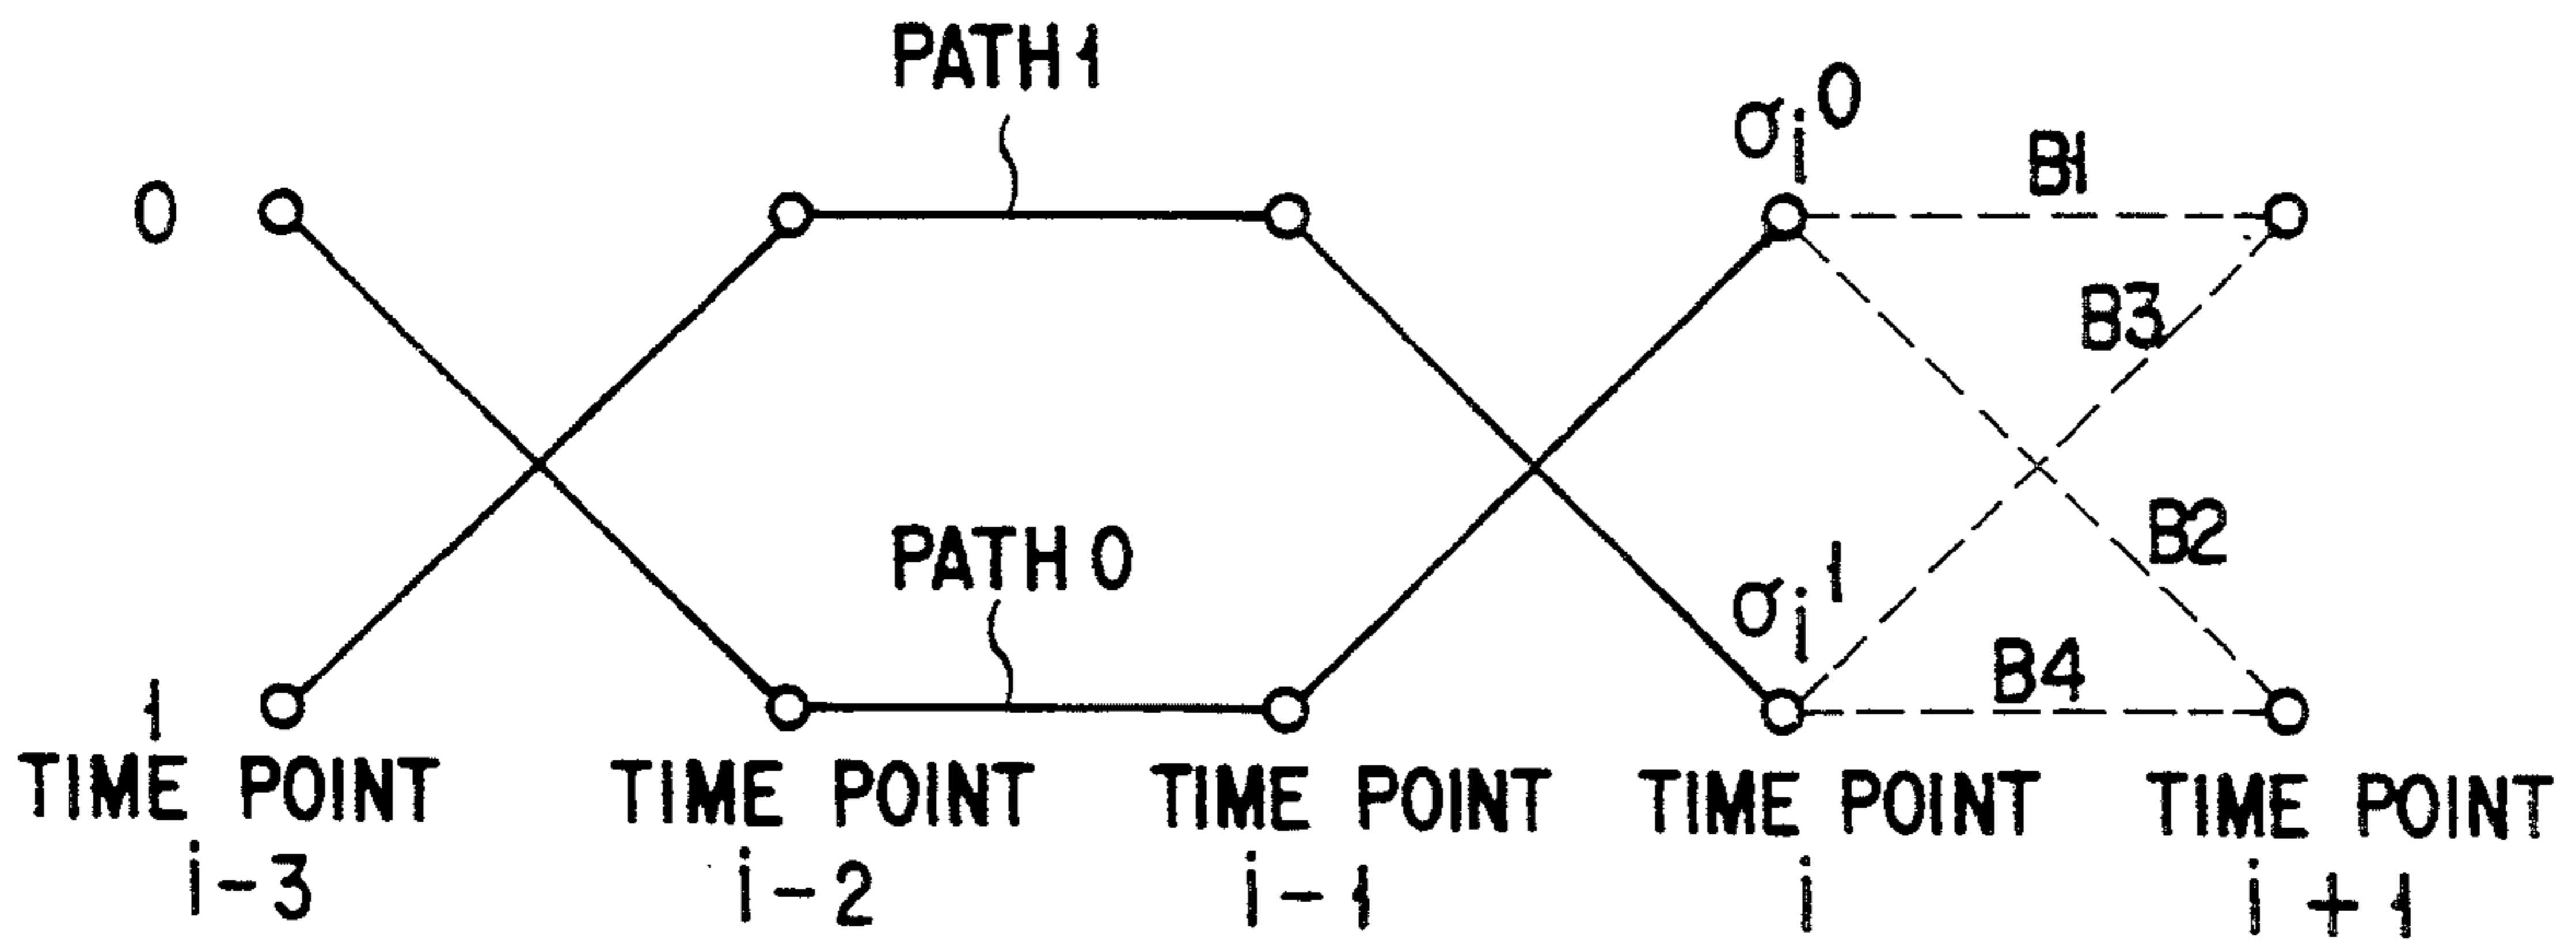 PATH 1
σi0
B1
0
B3
PATH 0
B2
σi1
B4
1
TIME POINT TIME POINT TIME POINT TIME POINT TIME POINT
i-3 i-2 i-1 i i+1